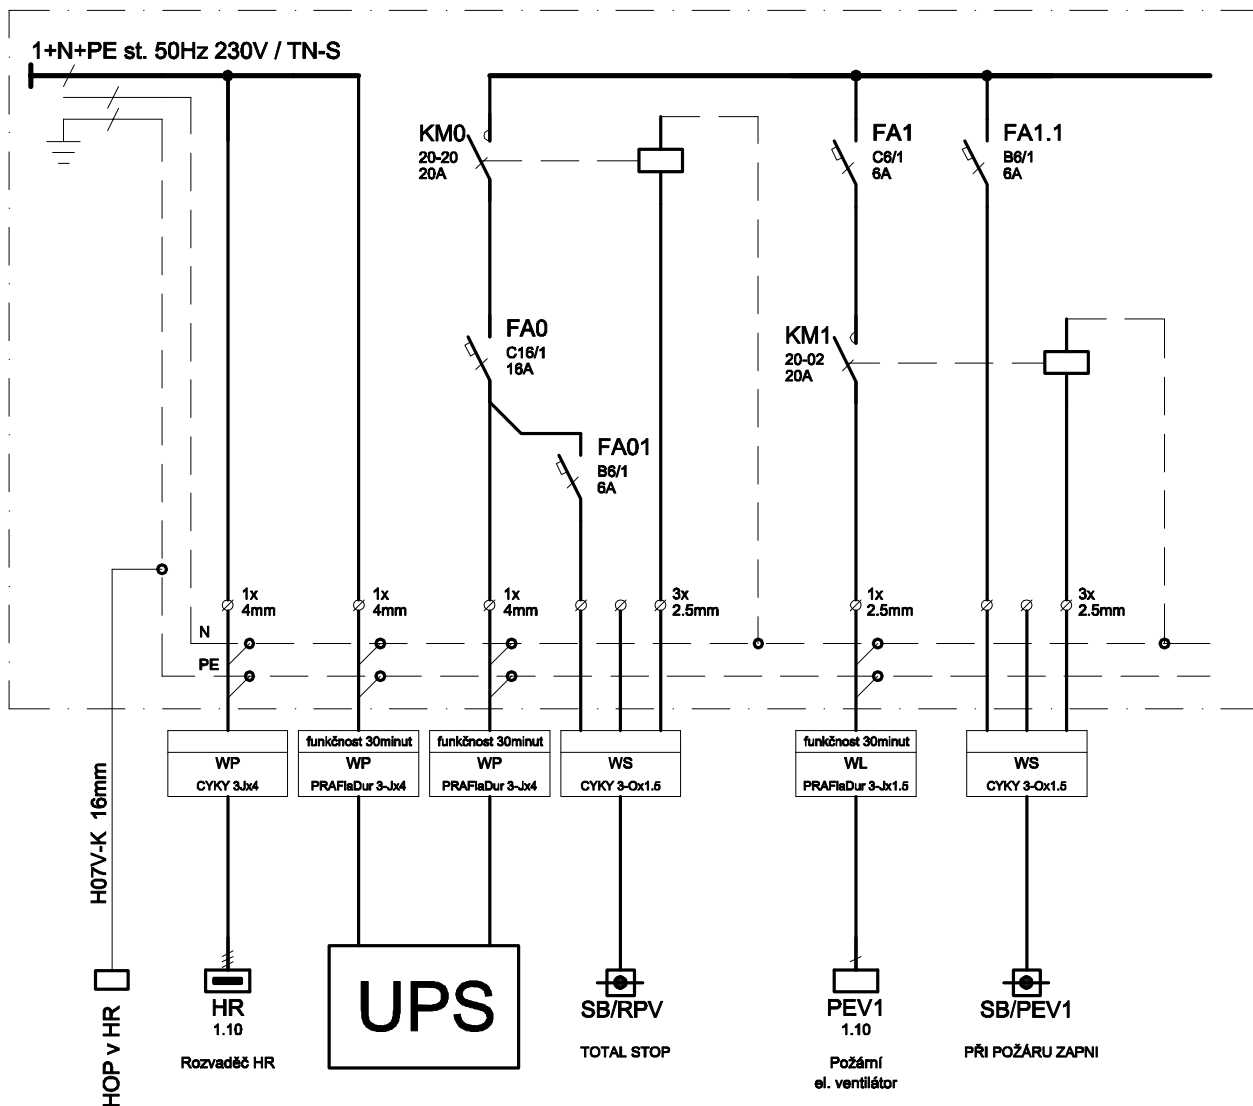 1+N+PE st. 50Hz 230V / TN-S
KM0
20-20
20A
FA1
C6/1
6A
FA1.1
B6/1
6A
FA0
C16/1
16A
KM1
20-02
20A
FA01
B6/1
6A
1x
4mm
1x
4mm
1x
4mm
3x
2.5mm
1x
2.5mm
3x
2.5mm
N
PE
WP
CYKY 3Jx4
funkčnost 30minut
WP
PRAFlaDur 3-Jx4
funkčnost 30minut
WP
PRAFlaDur 3-Jx4
WS
CYKY 3-Ox1.5
funkčnost 30minut
WL
PRAFlaDur 3-Jx1.5
WS
CYKY 3-Ox1.5
H07V-K 16mm
HOP v HR
HR
1.10
Rozvaděč HR
UPS
SB/RPV
TOTAL STOP
PEV1
1.10
Požární
el. ventilátor
SB/PEV1
PŘI POŽÁRU ZAPNI